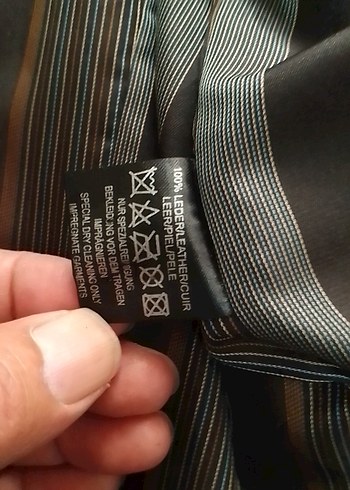 100% LEDER/LEATHER/CUIR
LEER/PIEL/PELE
NUR SPEZIALREINIGUNG
BEKLEIDUNG VOR DEM TRAGEN
IMPRÄGNIEREN
SPECIAL DRY CLEANING ONLY
IMPREGNATE GARMENTS